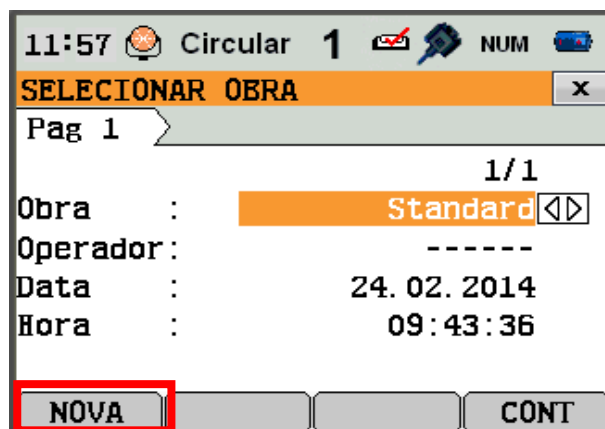 11:57 Circular 1 NUM
SELECIONAR OBRA x
Pag 1
1/1
Obra : Standard
Operador: ------
Data : 24.02.2014
Hora : 09:43:36
NOVA CONT